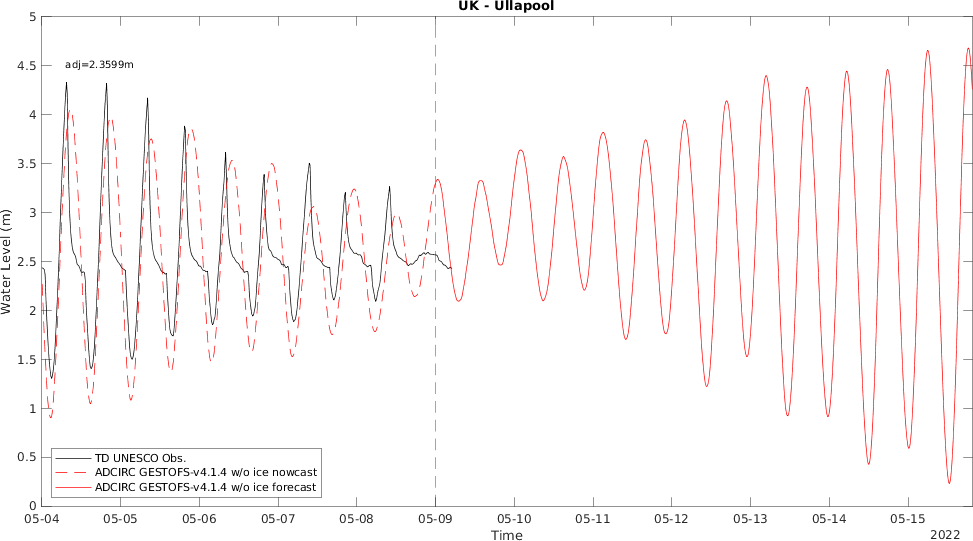 UK - Ullapool
adj=2.3599m
Water Level (m)
5
4.5
4
3.5
3
2.5
2
1.5
1
0.5
0
TD UNESCO Obs.
ADCIRC GESTOFS-v4.1.4 w/o ice nowcast
ADCIRC GESTOFS-v4.1.4 w/o ice forecast
05-04 05-05 05-06 05-07 05-08 05-09 05-10 05-11 05-12 05-13 05-14 05-15
Time
2022